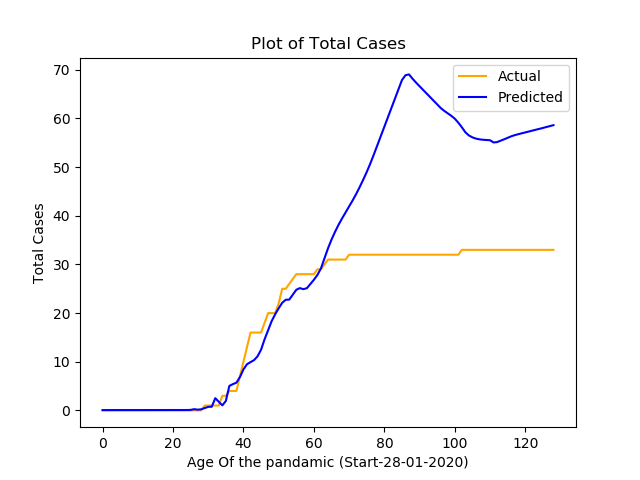 Plot of Total Cases
Actual
Predicted
70
60
50
40
30
20
10
0
Total Cases
0 20 40 60 80 100 120
Age Of the pandamic (Start-28-01-2020)